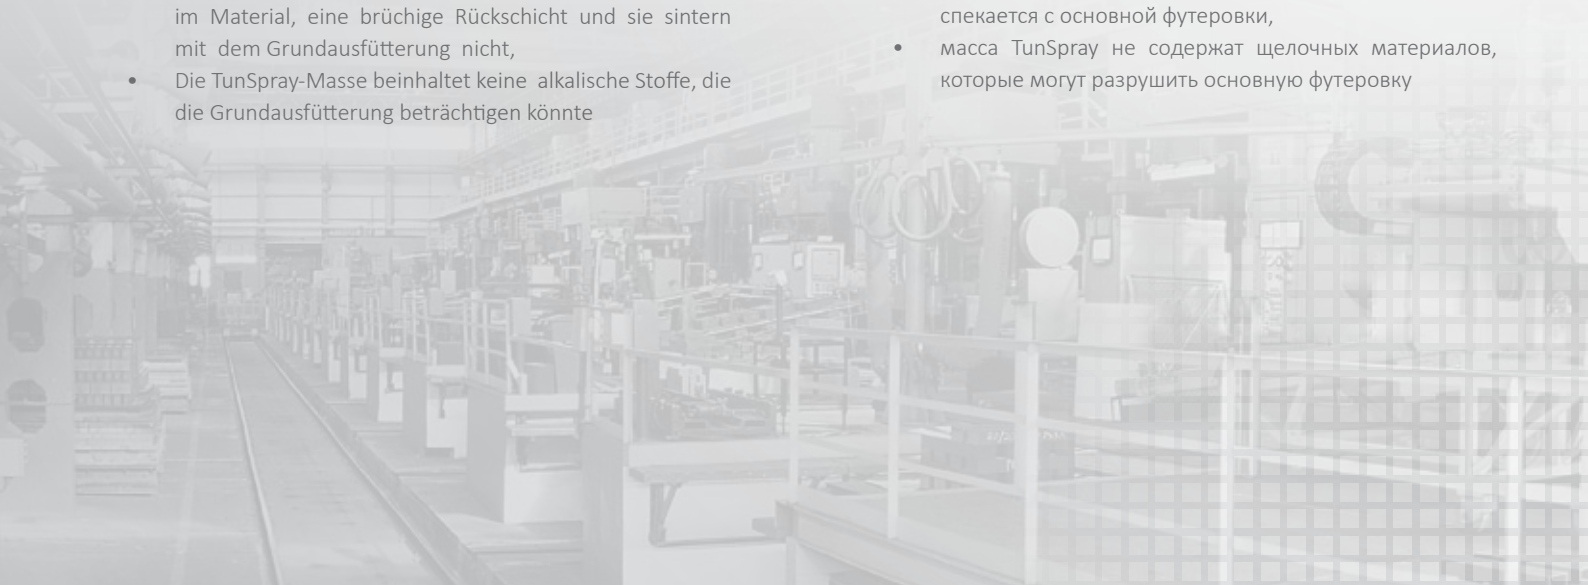 im Material, eine brüchige Rückschicht und sie sintern
mit dem Grundausfütterung nicht,
• Die TunSpray-Masse beinhaltet keine alkalische Stoffe, die
die Grundausfütterung beträchtigen könnte
спекается с основной футеровки,
• масса TunSpray не содержат щелочных материалов,
которые могут разрушить основную футеровку